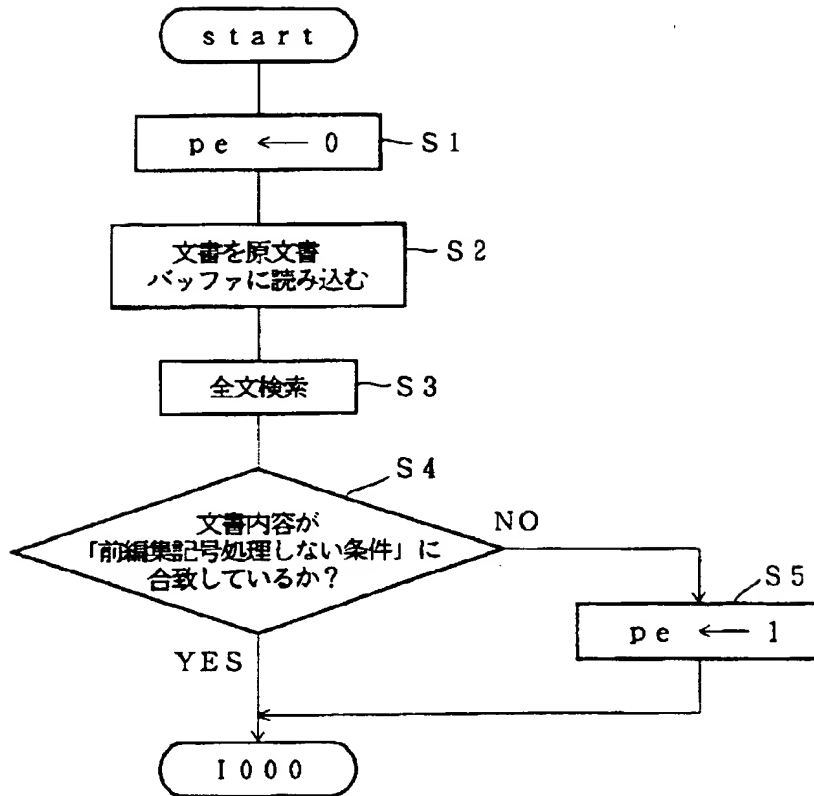 start
pe ← 0
S1
文書を原文書
バッファに読み込む
S2
全文検索
S3
S4
文書内容が
「前編集記号処理しない条件」に
合致しているか？
NO
YES
S5
pe ← 1
I000